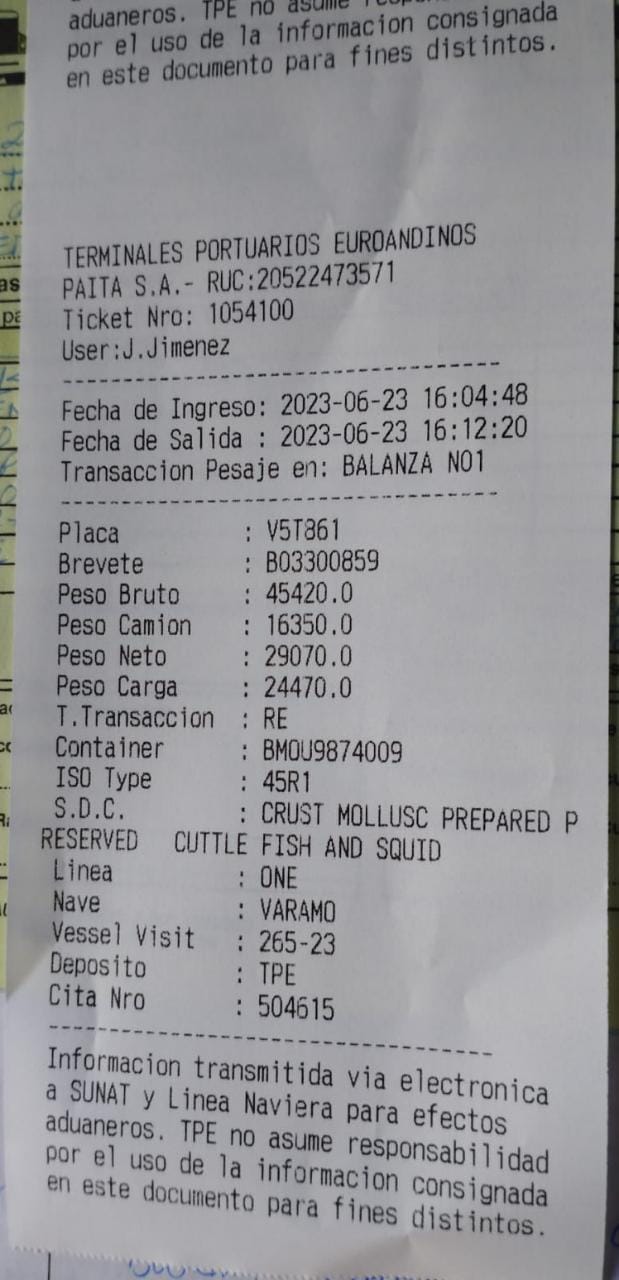 aduaneros. TPE no asume
por el uso de la informacion consignada
en este documento para fines distintos.
TERMINALES PORTUARIOS EUROANDINOS
PAITA S.A.- RUC:20522473571
Ticket Nro: 1054100
User:J.Jimenez
--------------------------------
Fecha de Ingreso: 2023-06-23 16:04:48
Fecha de Salida : 2023-06-23 16:12:20
Transaccion Pesaje en: BALANZA NO1
--------------------------------
Placa : V5T861
Brevete : B03300859
Peso Bruto : 45420.0
Peso Camion : 16350.0
Peso Neto : 29070.0
Peso Carga : 24470.0
T.Transaccion : RE
Container : BMOU9874009
ISO Type : 45R1
S.D.C. : CRUST MOLLUSC PREPARED P
RESERVED CUTTLE FISH AND SQUID
Linea : ONE
Nave : VARAMO
Vessel Visit : 265-23
Deposito : TPE
Cita Nro : 504615
--------------------------------
Informacion transmitida via electronica
a SUNAT y Linea Naviera para efectos
aduaneros. TPE no asume responsabilidad
por el uso de la informacion consignada
en este documento para fines distintos.